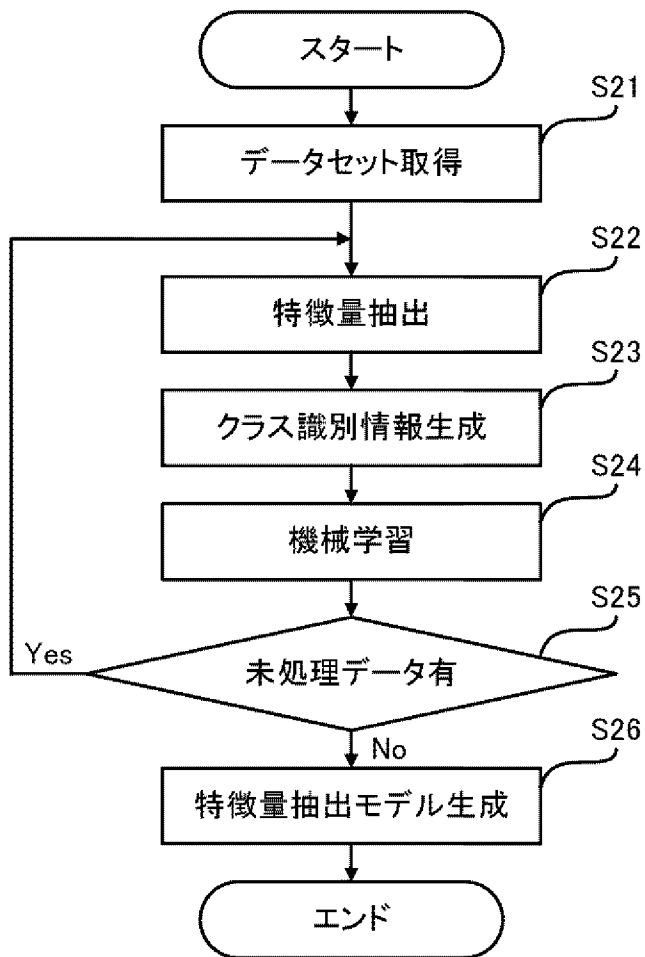 スタート
S21
データセット取得
S22
特徴量抽出
S23
クラス識別情報生成
S24
機械学習
S25
未処理データ有
Yes
No
S26
特徴量抽出モデル生成
エンド